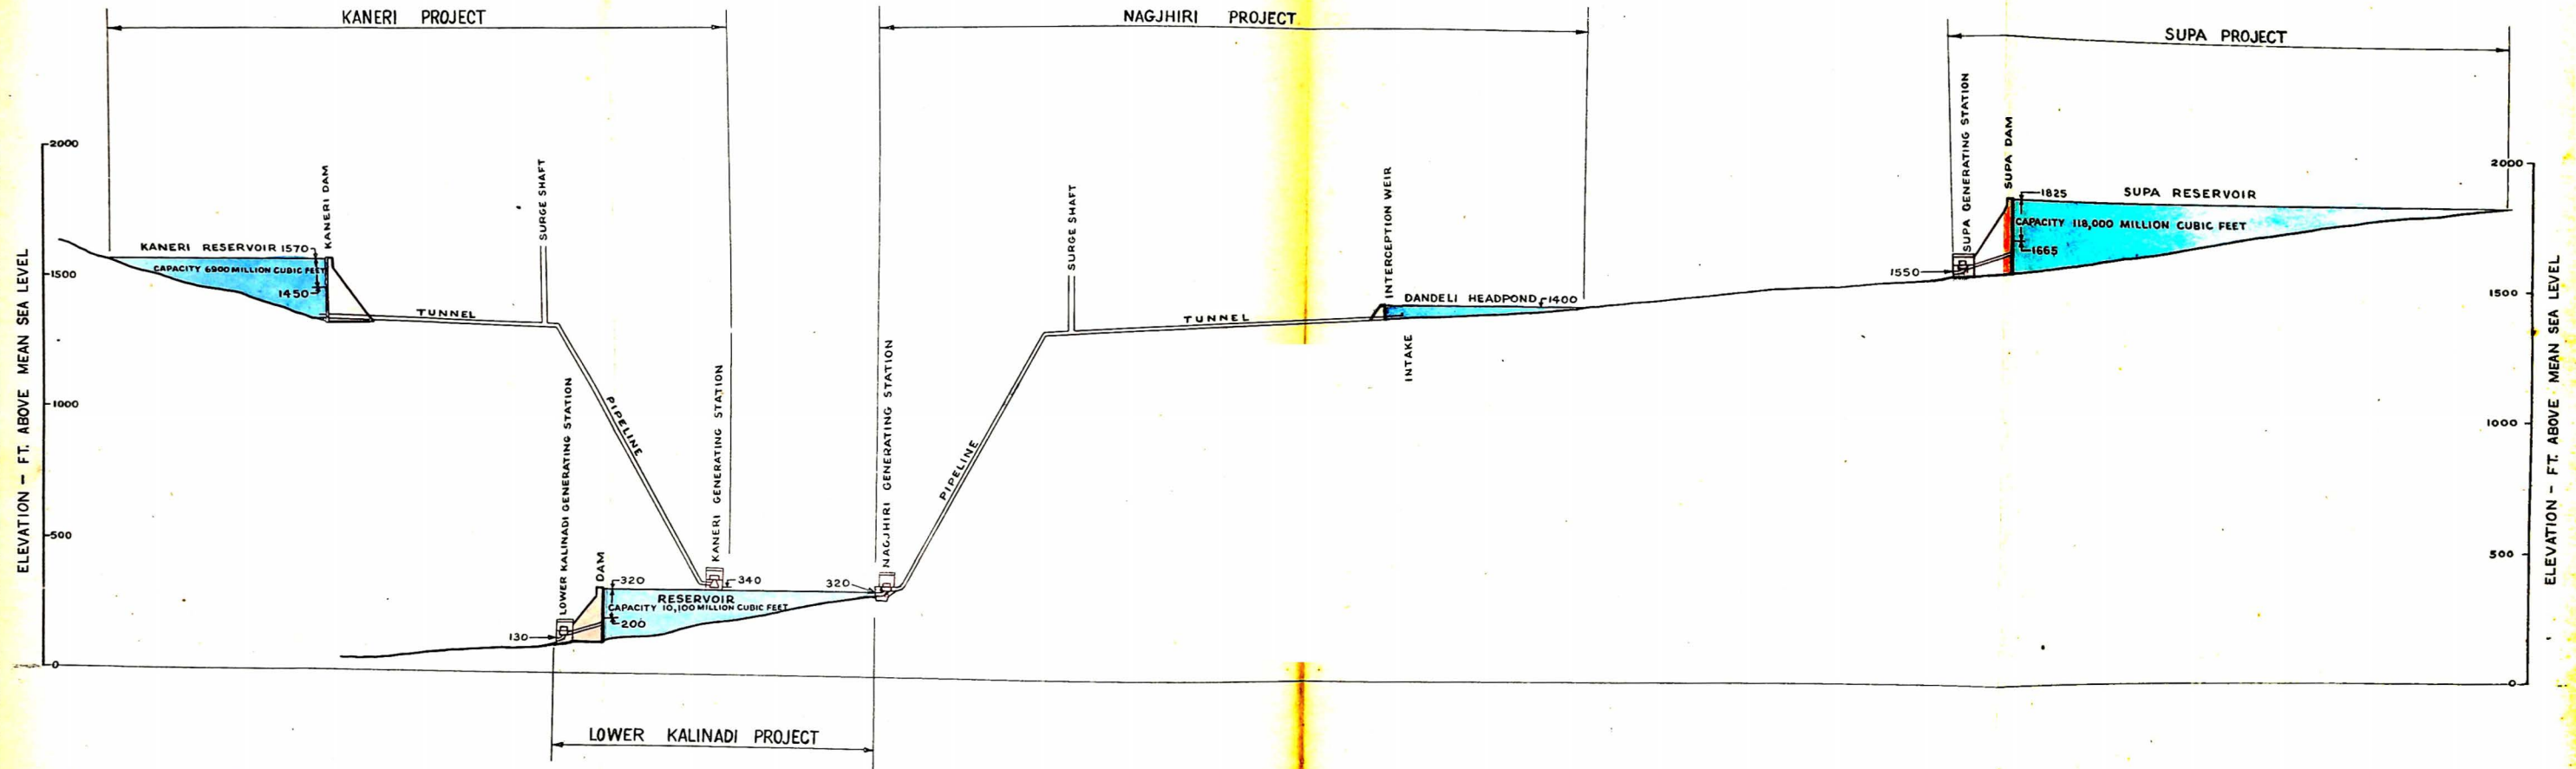 KANERI PROJECT
NAGJHIRI PROJECT
SUPA PROJECT
ELEVATION – FT. ABOVE MEAN SEA LEVEL
2000
1500
1000
500
0
KANERI RESERVOIR 1570
CAPACITY 6900 MILLION CUBIC FEET
1450
KANERI DAM
TUNNEL
SURGE SHAFT
PIPELINE
LOWER KALINADI GENERATING STATION
130
DAM
320
RESERVOIR
CAPACITY 10,100 MILLION CUBIC FEET
200
KANERI GENERATING STATION
340
320
NAGJHIRI GENERATING STATION
PIPELINE
SURGE SHAFT
TUNNEL
INTERCEPTION WEIR
INTAKE
DANDELI HEADPOND 1400
1550
SUPA GENERATING STATION
SUPA DAM
1825
SUPA RESERVOIR
CAPACITY 118,000 MILLION CUBIC FEET
1665
2000
1500
1000
500
0
ELEVATION – FT. ABOVE MEAN SEA LEVEL
LOWER KALINADI PROJECT